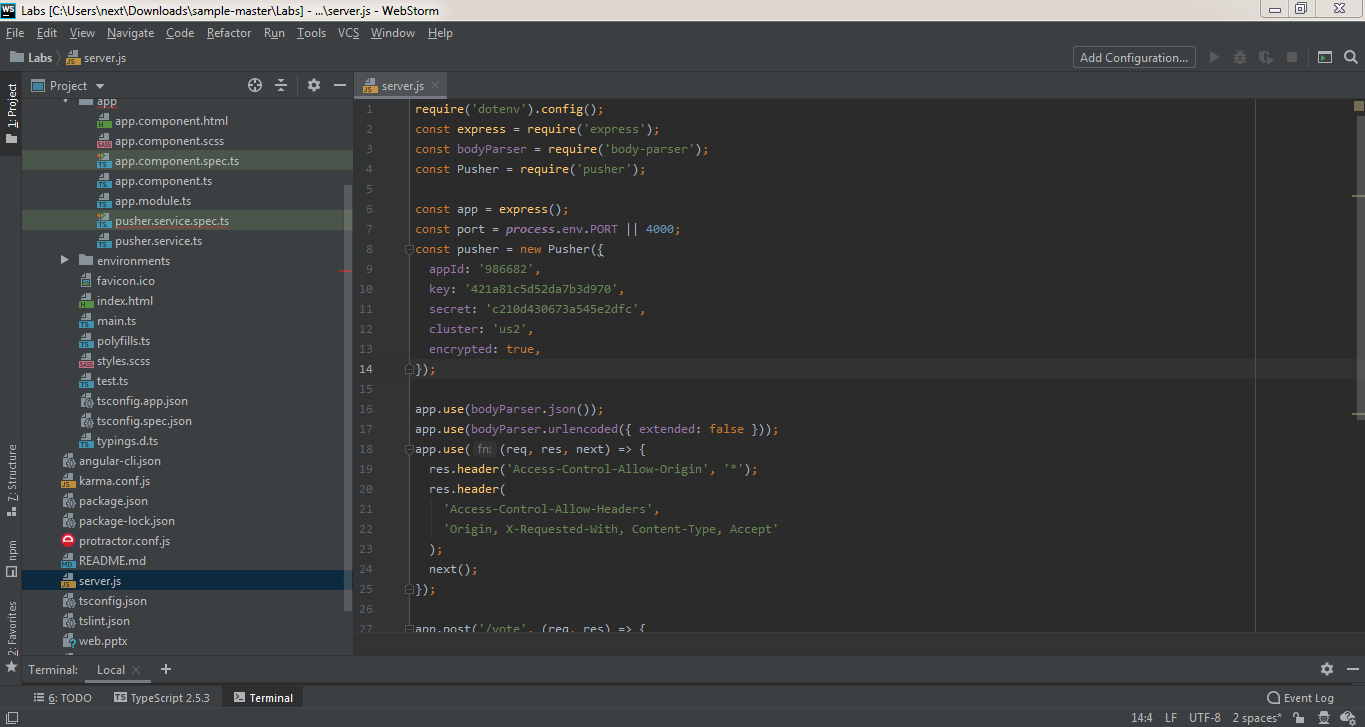 WS Labs [C:\Users\next\Downloads\sample-master\Labs] - ...\server.js - WebStorm
File Edit View Navigate Code Refactor Run Tools VCS Window Help
Labs server.js Add Configuration...
1: Project
7: Structure
npm
2: Favorites
Project
app
app.component.html
app.component.scss
app.component.spec.ts
app.component.ts
app.module.ts
pusher.service.spec.ts
pusher.service.ts
environments
favicon.ico
index.html
main.ts
polyfills.ts
styles.scss
test.ts
tsconfig.app.json
tsconfig.spec.json
typings.d.ts
angular-cli.json
karma.conf.js
package.json
package-lock.json
protractor.conf.js
README.md
server.js
tsconfig.json
tslint.json
web.pptx
server.js
1 require('dotenv').config();
2 const express = require('express');
3 const bodyParser = require('body-parser');
4 const Pusher = require('pusher');
5
6 const app = express();
7 const port = process.env.PORT || 4000;
8 const pusher = new Pusher({
9 appId: '986682',
10 key: '421a81c5d52da7b3d970',
11 secret: 'c210d430673a545e2dfc',
12 cluster: 'us2',
13 encrypted: true,
14 });
15
16 app.use(bodyParser.json());
17 app.use(bodyParser.urlencoded({ extended: false }));
18 app.use( fn: (req, res, next) => {
19 res.header('Access-Control-Allow-Origin', '*');
20 res.header(
21 'Access-Control-Allow-Headers',
22 'Origin, X-Requested-With, Content-Type, Accept'
23 );
24 next();
25 });
26
27 app.post('/vote', (req, res) => {
Terminal: Local
6: TODO TypeScript 2.5.3 Terminal Event Log
14:4 LF UTF-8 2 spaces*